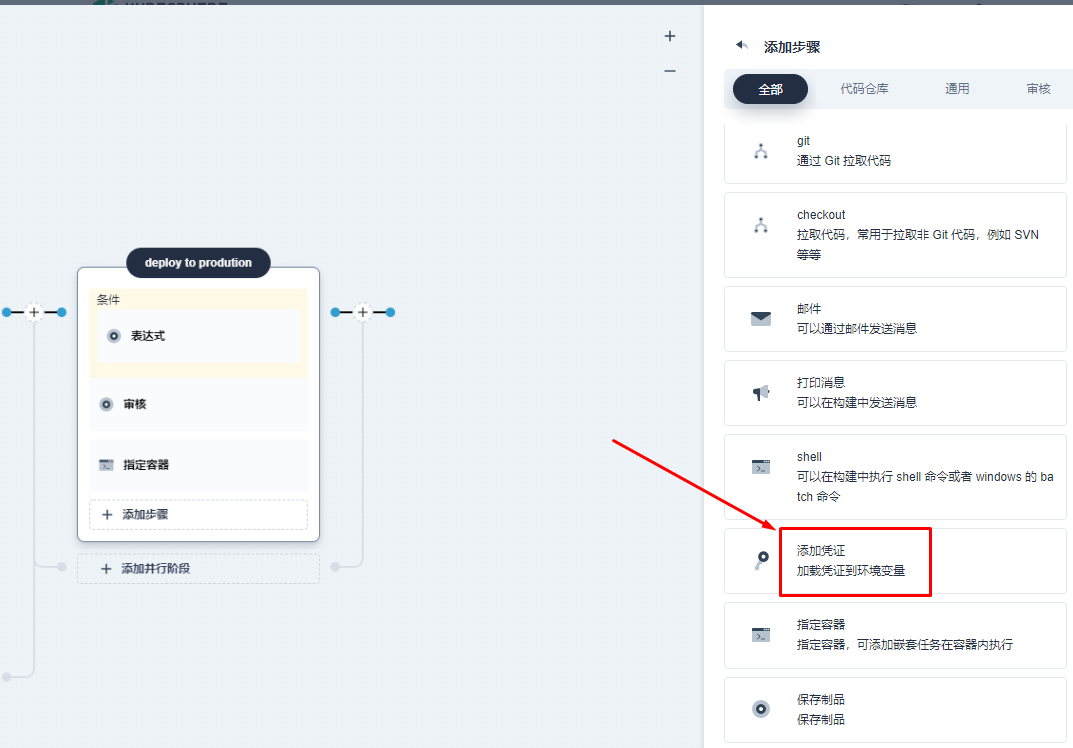 deploy to prodution
条件
表达式
审核
指定容器
添加步骤
添加并行阶段
添加步骤
全部
代码仓库
通用
审核
git
通过 Git 拉取代码
checkout
拉取代码，常用于拉取非 Git 代码，例如 SVN
等等
邮件
可以通过邮件发送消息
打印消息
可以在构建中发送消息
shell
可以在构建中执行 shell 命令或者 windows 的 ba
tch 命令
添加凭证
加载凭证到环境变量
指定容器
指定容器，可添加嵌套任务在容器内执行
保存制品
保存制品